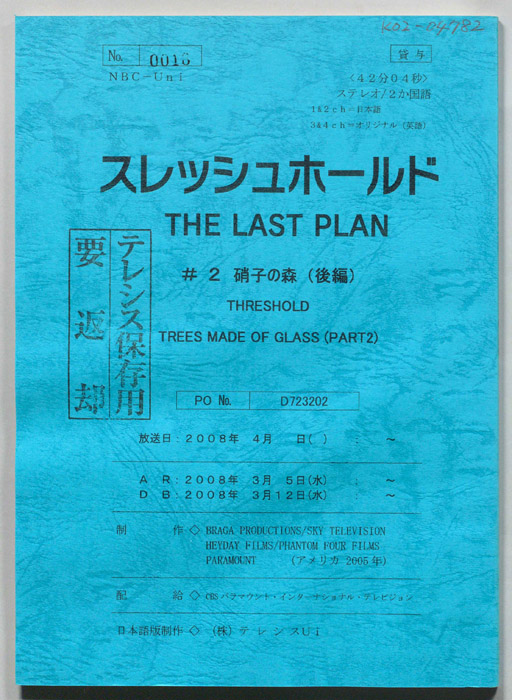 K02-04782
No. 0016
貸与
NBC-Uni
<42分04秒>
ステレオ/2か国語
1&2ch=日本語
3&4ch=オリジナル(英語)
スレッシュホールド
THE LAST PLAN
# 2 硝子の森(後編)
THRESHOLD
TREES MADE OF GLASS(PART2)
テレシス保存用
要返却
PO No. D723202
放送日:2008年 4月 日( ) : ~
AR:2008年 3月 5日(水) : ~
DB:2008年 3月12日(水) ~
制作◇BRAGA PRODUCTIONS/SKY TELEVISION
HEYDAY FILMS/PHANTOM FOUR FILMS
PARAMOUNT (アメリカ 2005年)
配給◇CBSパラマウント・インターナショナル・テレビジョン
日本語版制作◇(株)テレシスUI